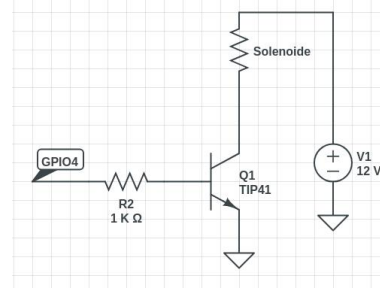 Solenoide
GPIO4
R2
1 K Ω
Q1
TIP41
V1
12 V